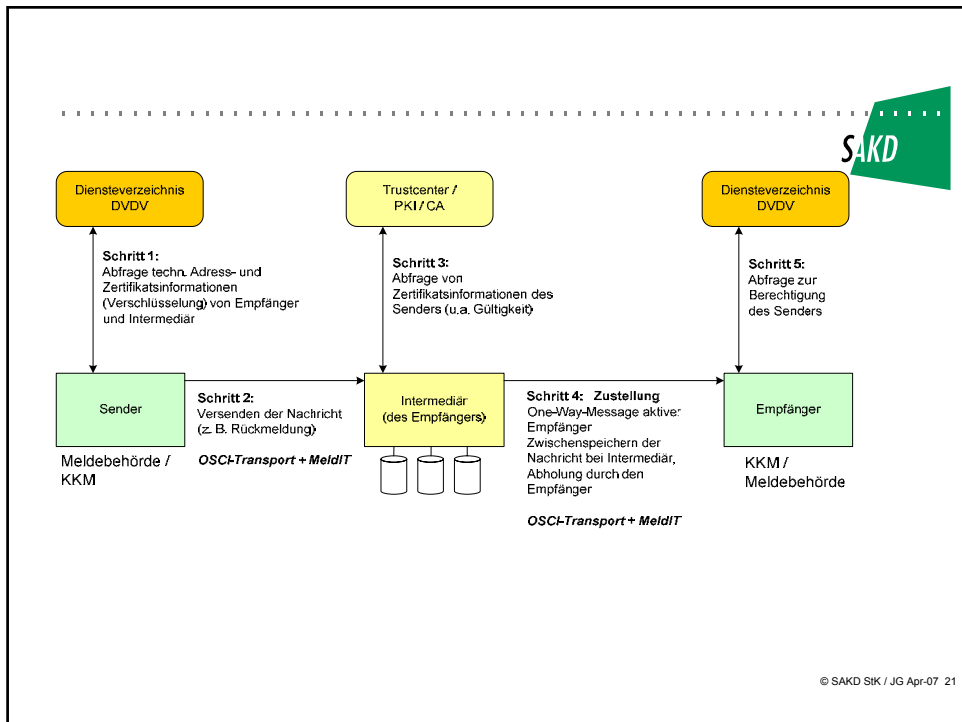 SAKD
Diensteverzeichnis
DVDV
Trustcenter /
PKI / CA
Diensteverzeichnis
DVDV
Schritt 1:
Abfrage techn. Adress- und
Zertifikatsinformationen
(Verschlüsselung) von Empfänger
und Intermediär
Schritt 3:
Abfrage von
Zertifikatsinformationen des
Senders (u.a. Gültigkeit)
Schritt 5:
Abfrage zur
Berechtigung
des Senders
Sender
Meldebehörde /
KKM
Schritt 2:
Versenden der Nachricht
(z. B. Rückmeldung)
OSCI-Transport + MeldIT
Intermediär
(des Empfängers)
Schritt 4: Zustellung
One-Way-Message aktiver
Empfänger
Zwischenspeichern der
Nachricht bei Intermediär,
Abholung durch den
Empfänger
OSCI-Transport + MeldIT
Empfänger
KKM /
Meldebehörde
© SAKD StK / JG Apr-07 21